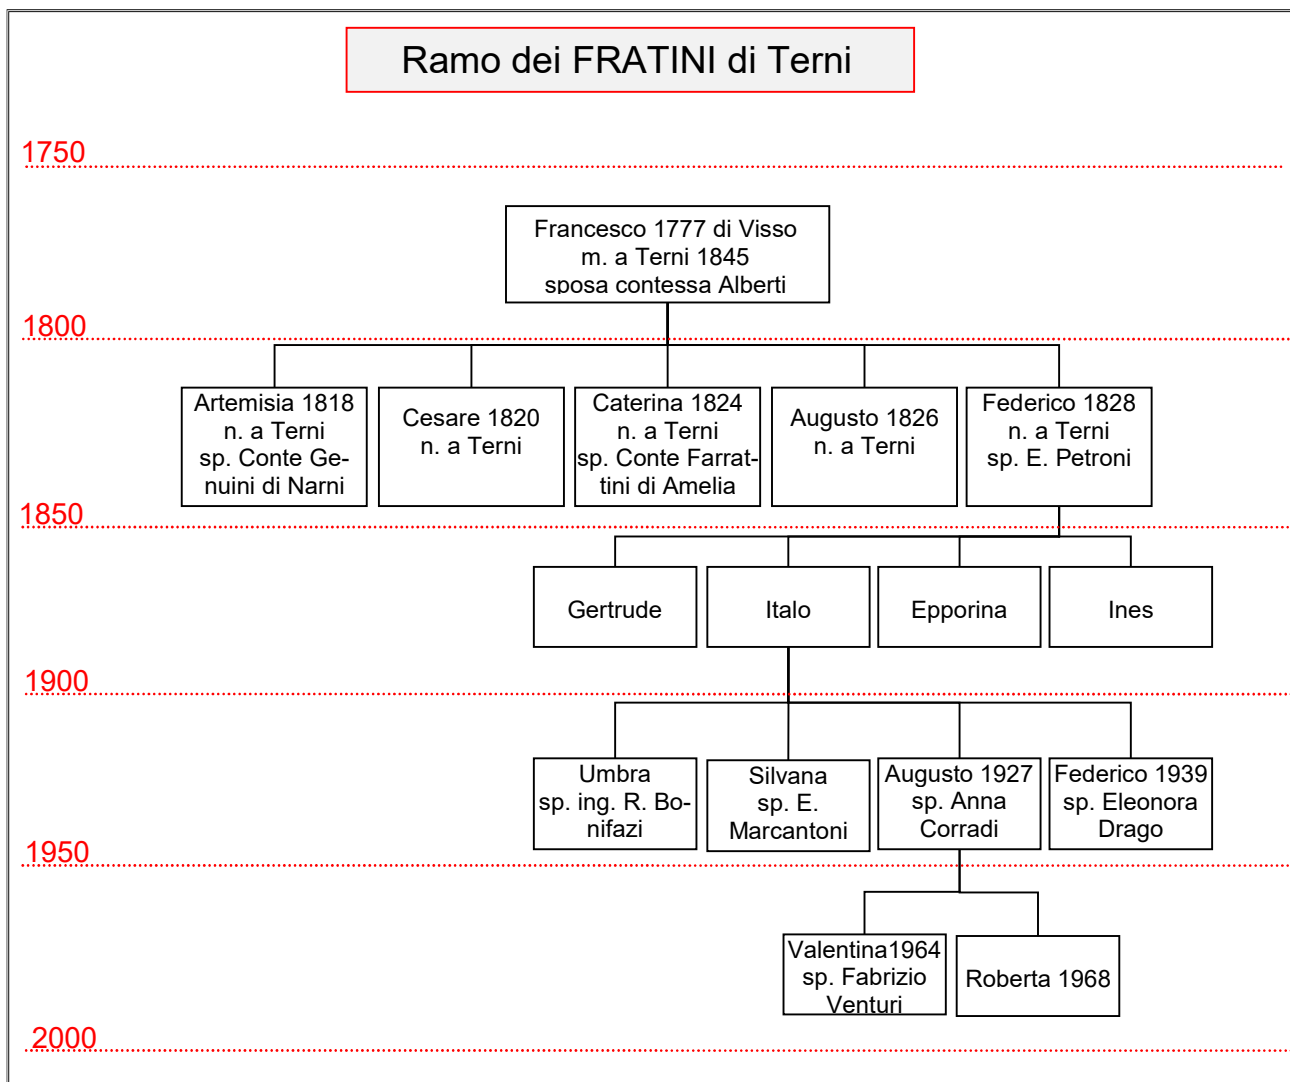 Ramo dei FRATINI di Terni
1750
Francesco 1777 di Visso
m. a Terni 1845
sposa contessa Alberti
1800
Artemisia 1818
n. a Terni
sp. Conte Ge-
nuini di Narni
Cesare 1820
n. a Terni
Caterina 1824
n. a Terni
sp. Conte Farrat-
tini di Amelia
Augusto 1826
n. a Terni
Federico 1828
n. a Terni
sp. E. Petroni
1850
Gertrude
Italo
Epporina
Ines
1900
Umbra
sp. ing. R. Bo-
nifazi
Silvana
sp. E.
Marcantoni
Augusto 1927
sp. Anna
Corradi
Federico 1939
sp. Eleonora
Drago
1950
Valentina1964
sp. Fabrizio
Venturi
Roberta 1968
2000